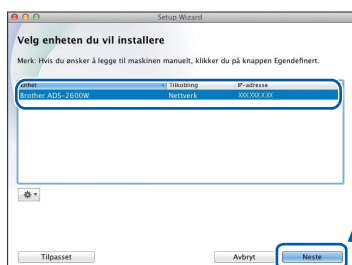 Setup Wizard
Velg enheten du vil installere
Merk: Hvis du ønsker å legge til maskinen manuelt, klikker du på knappen Egendefinert.
Enhet Tilkobling IP-adresse
Brother ADS-2600W Nettverk XXX.XXX.X.XX
Tilpasset Avbryt Neste